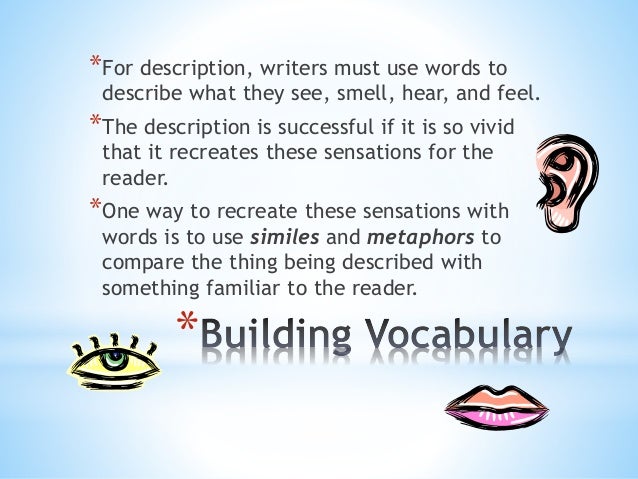 *For description, writers must use words to
describe what they see, smell, hear, and feel.
*The description is successful if it is so vivid
that it recreates these sensations for the
reader.
*One way to recreate these sensations with
words is to use similes and metaphors to
compare the thing being described with
something familiar to the reader.
*Building Vocabulary